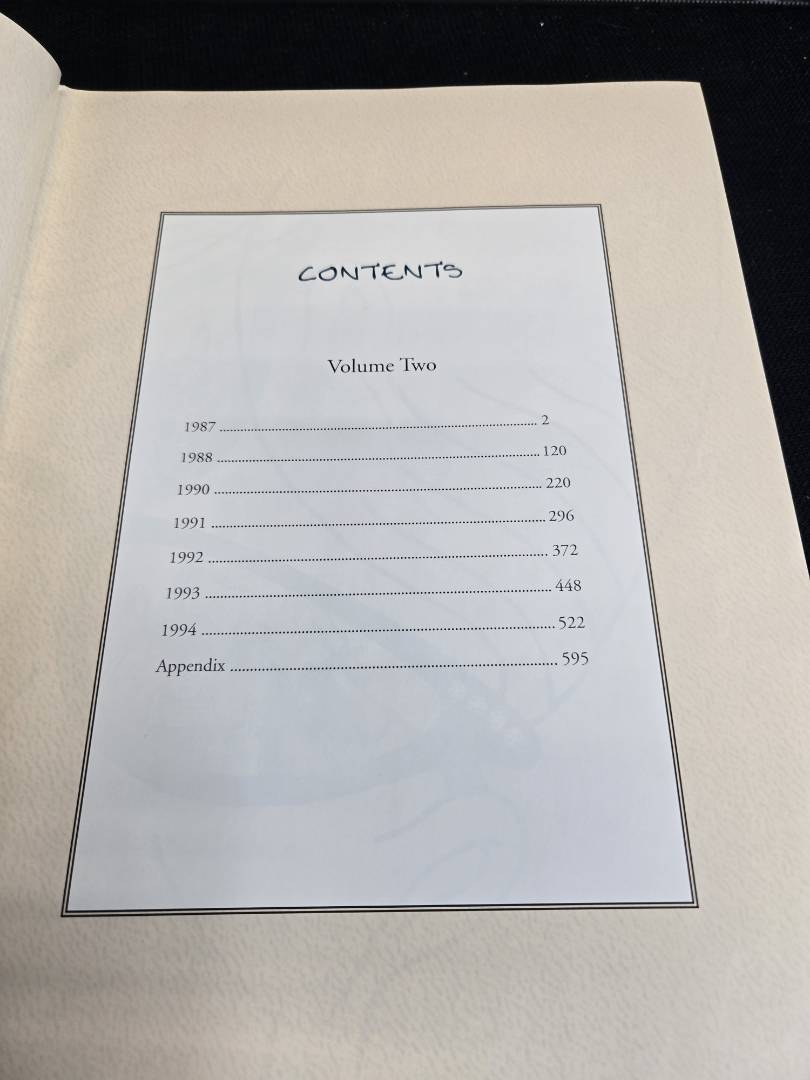 CONTENTS
Volume Two
1987 ........................................................................ 2
1988 ........................................................................ 120
1990 ........................................................................ 220
1991 ........................................................................ 296
1992 ........................................................................ 372
1993 ........................................................................ 448
1994 ........................................................................ 522
Appendix ........................................................................ 595